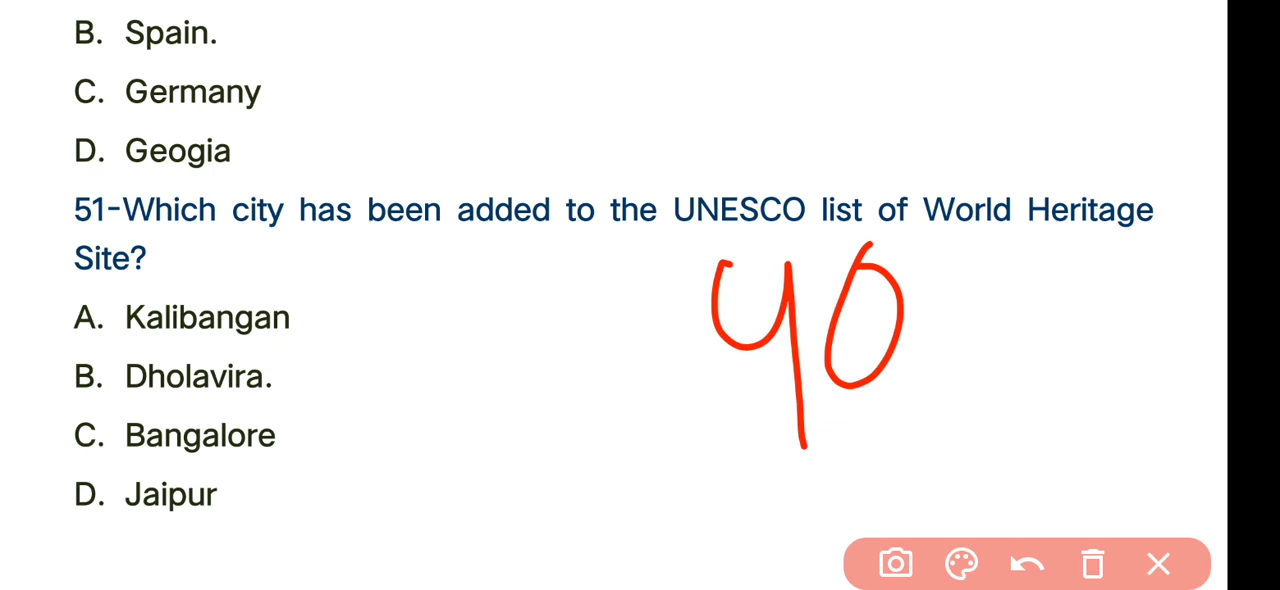 B. Spain.
C. Germany
D. Geogia
51-Which city has been added to the UNESCO list of World Heritage
Site?
40
A. Kalibangan
B. Dholavira.
C. Bangalore
D. Jaipur